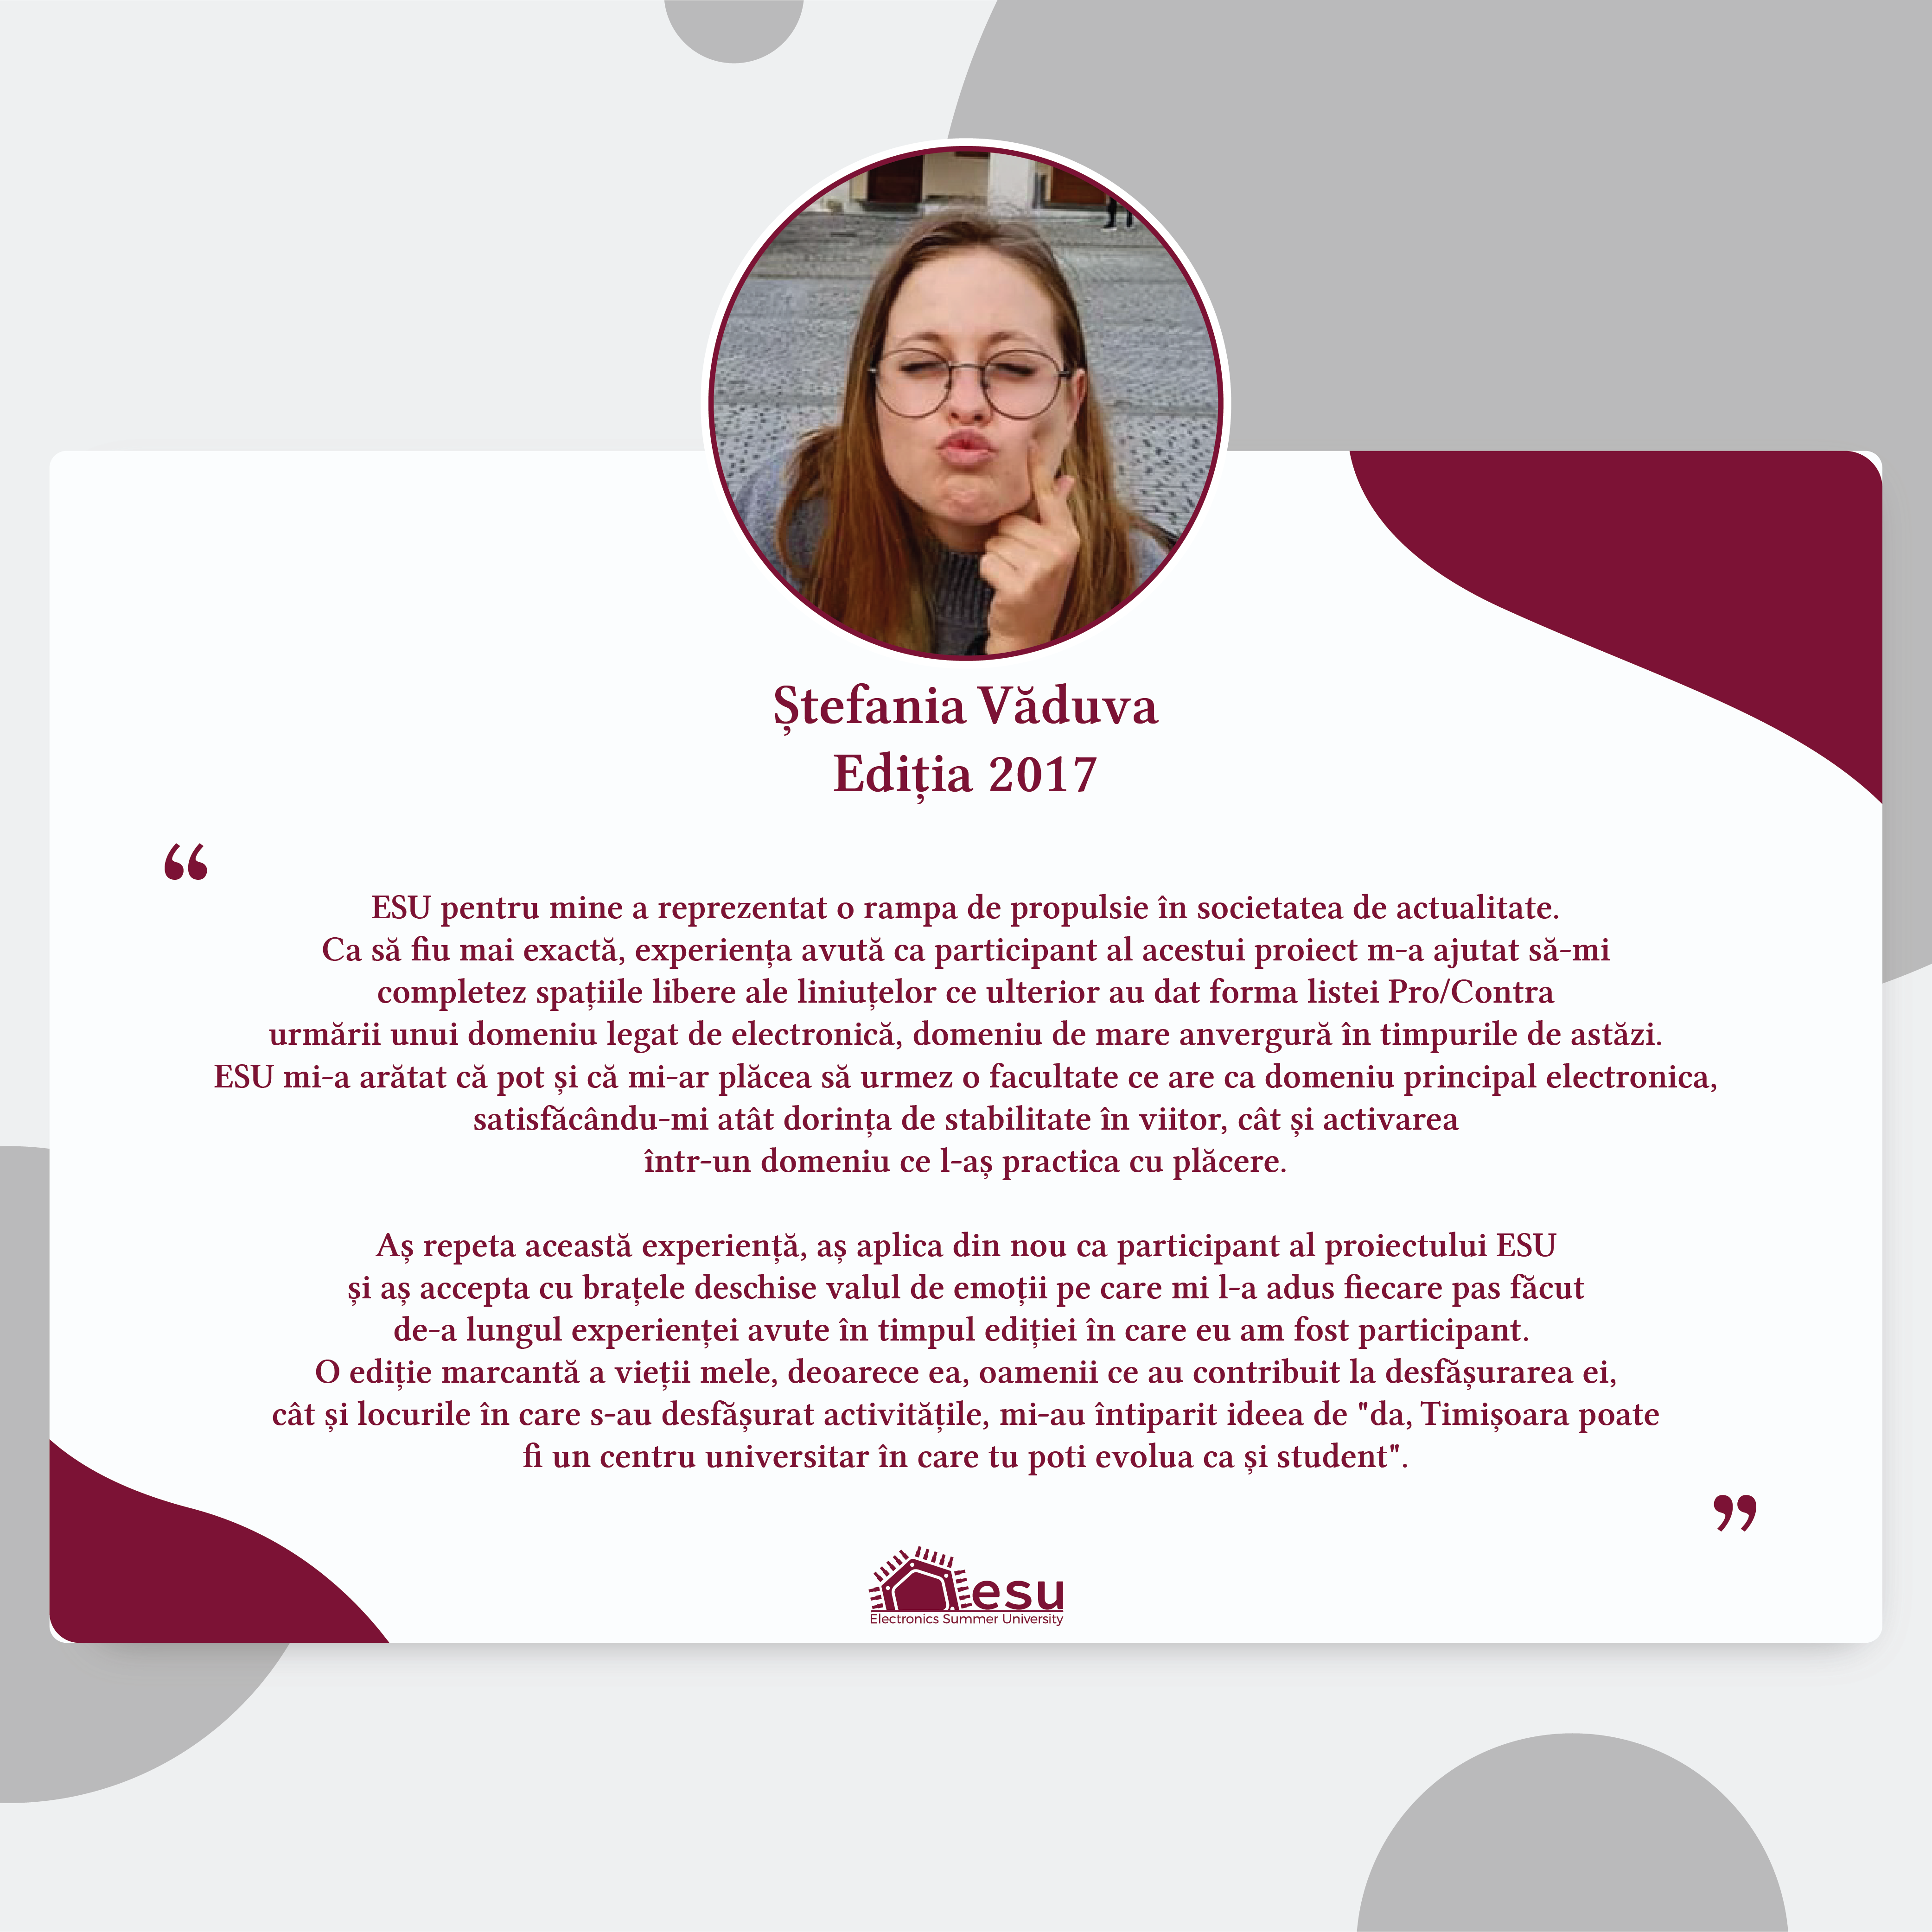 Ștefania Văduva
Ediția 2017
“
ESU pentru mine a reprezentat o rampa de propulsie în societatea de actualitate.
Ca să fiu mai exactă, experiența avută ca participant al acestui proiect m-a ajutat să-mi
completez spațiile libere ale liniuțelor ce ulterior au dat forma listei Pro/Contra
urmării unui domeniu legat de electronică, domeniu de mare anvergură în timpurile de astăzi.
ESU mi-a arătat că pot și că mi-ar plăcea să urmez o facultate ce are ca domeniu principal electronica,
satisfăcându-mi atât dorința de stabilitate în viitor, cât și activarea
într-un domeniu ce l-aș practica cu plăcere.
Aș repeta această experiență, aș aplica din nou ca participant al proiectului ESU
și aș accepta cu brațele deschise valul de emoții pe care mi l-a adus fiecare pas făcut
de-a lungul experienței avute în timpul ediției în care eu am fost participant.
O ediție marcantă a vieții mele, deoarece ea, oamenii ce au contribuit la desfășurarea ei,
cât și locurile în care s-au desfășurat activitățile, mi-au întiparit ideea de "da, Timișoara poate
fi un centru universitar în care tu poti evolua ca și student".
”
esu
Electronics Summer University